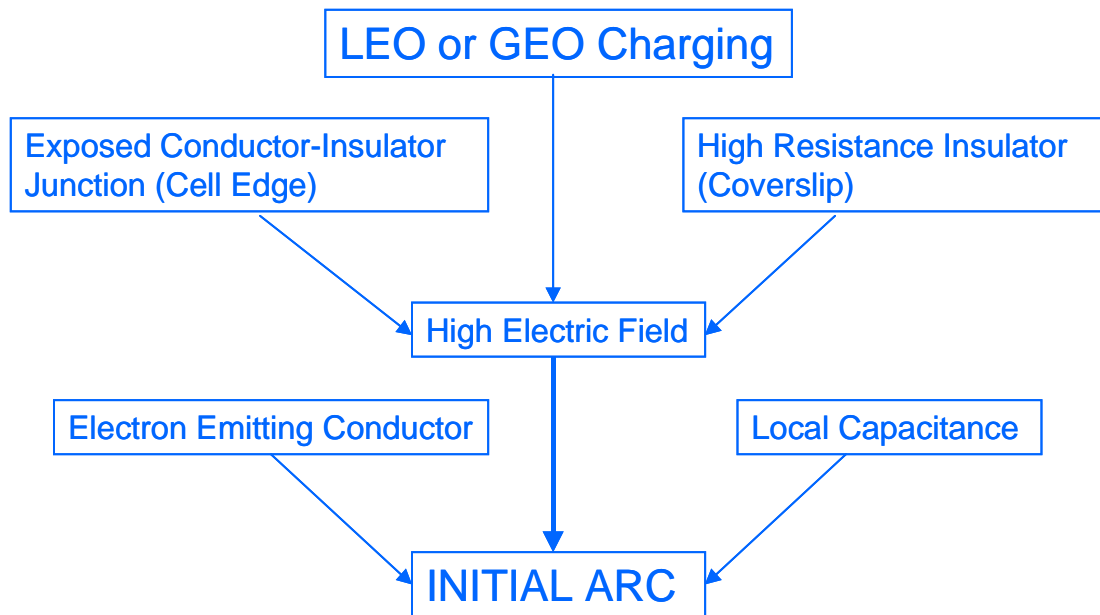 LEO or GEO Charging
Exposed Conductor-Insulator
Junction (Cell Edge)
High Resistance Insulator
(Coverslip)
High Electric Field
Electron Emitting Conductor
Local Capacitance
INITIAL ARC